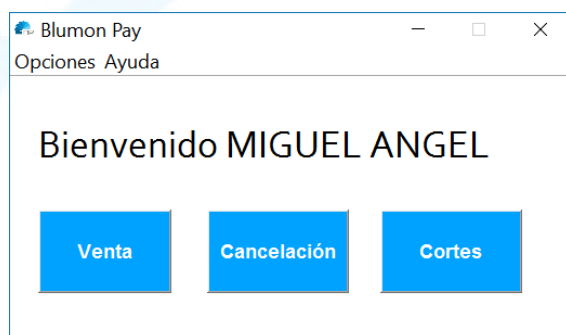 Blumon Pay
Opciones Ayuda
Bienvenido MIGUEL ANGEL
Venta Cancelación Cortes